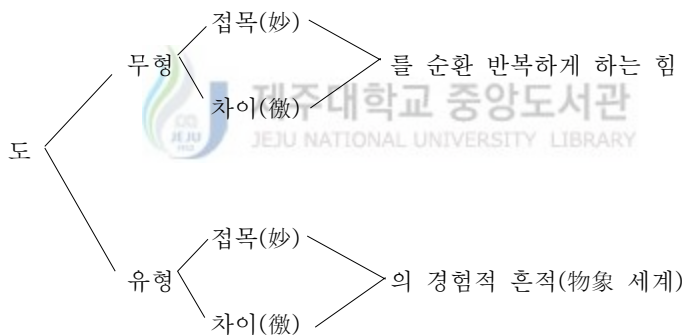 접목(妙)
무형 를 순환 반복하게 하는 힘
차이(徼)
제주대학교 중앙도서관
JEJU NATIONAL UNIVERSITY LIBRARY
JEJU
1952
도
접목(妙)
유형 의 경험적 흔적(物象 세계)
차이(徼)